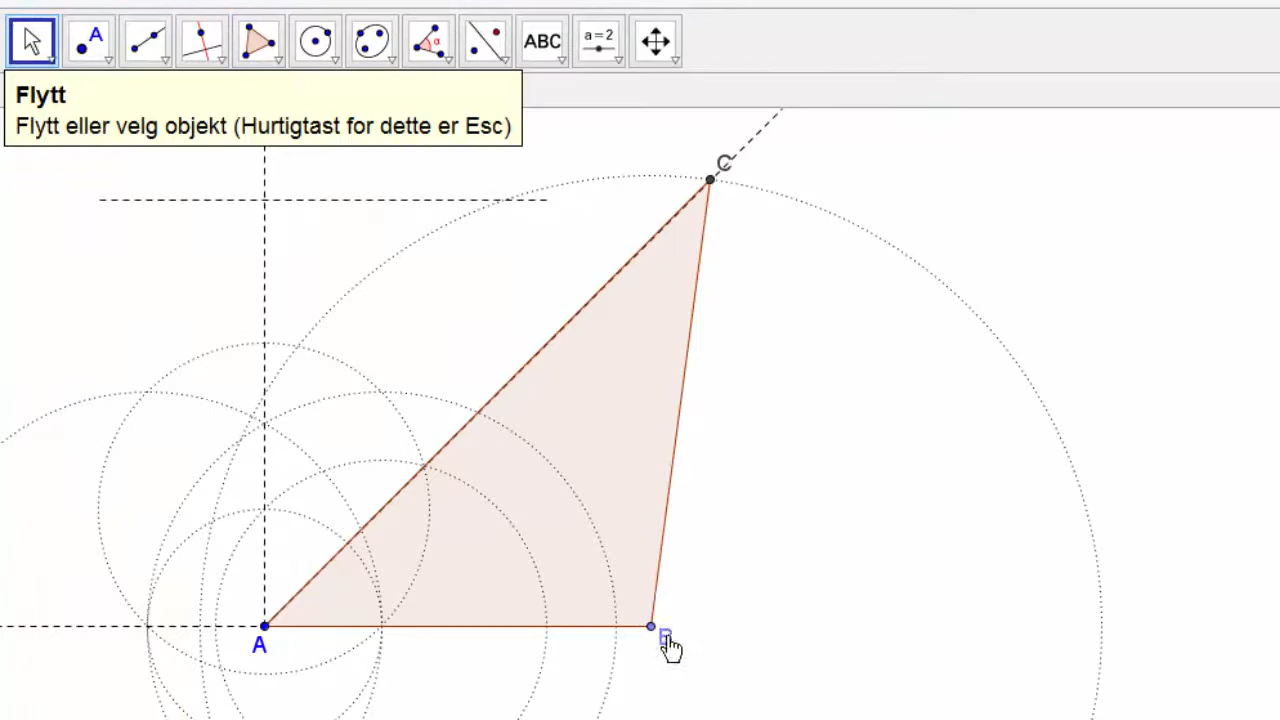 A
ABC
a=2
α
Flytt
Flytt eller velg objekt (Hurtigtast for dette er Esc)
C
A
B